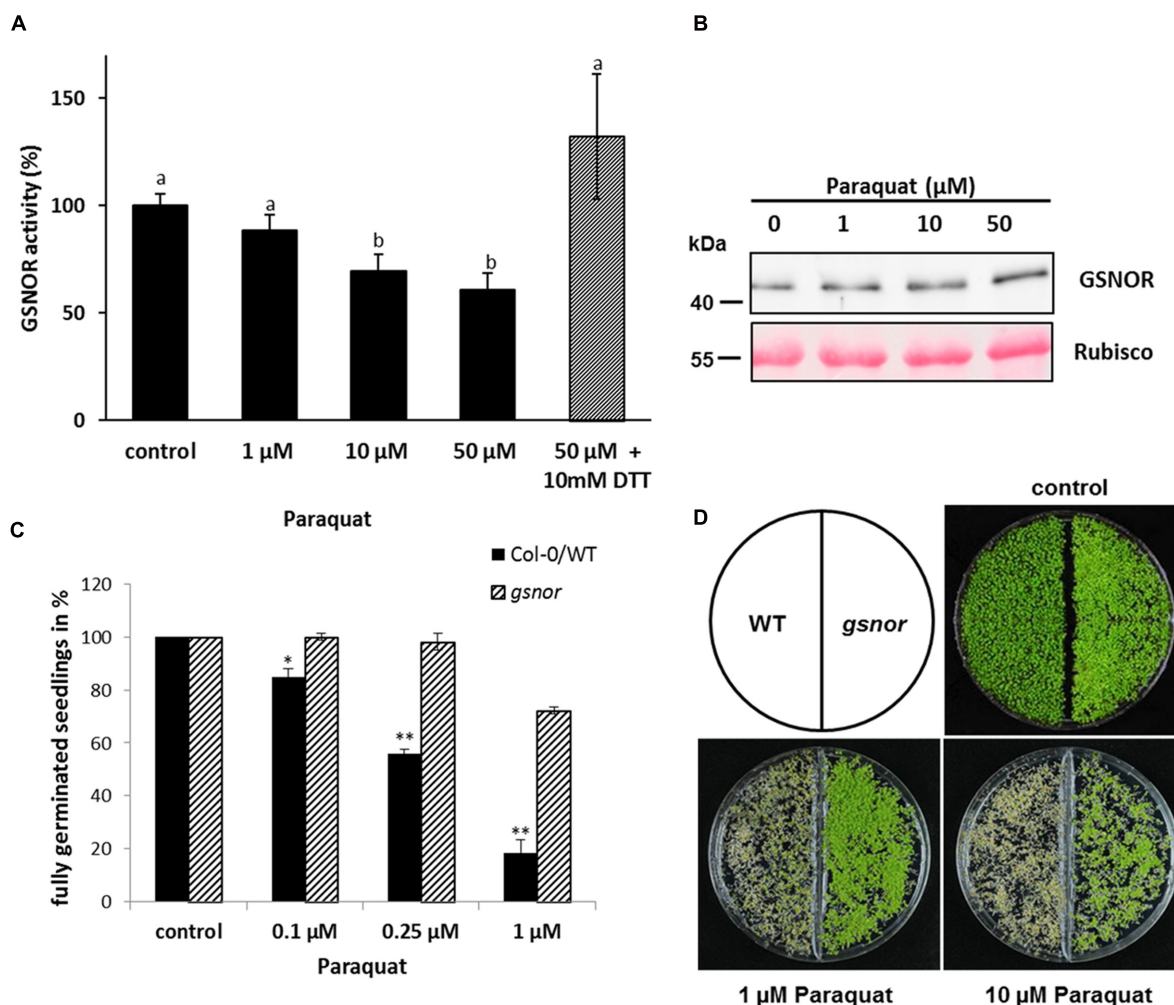 A
GSNOR activity (%)
150
100
50
0
a
a
b
b
a
control
1 µM
10 µM
50 µM
50 µM +
10mM DTT
Paraquat
B
Paraquat (µM)
0 1 10 50
kDa
40
GSNOR
55
Rubisco
C
Col-0/WT
gsnor
fully germinated seedlings in %
120
100
80
60
40
20
0
*
**
**
control
0.1 µM
0.25 µM
1 µM
Paraquat
D
WT
gsnor
control
1 µM Paraquat
10 µM Paraquat